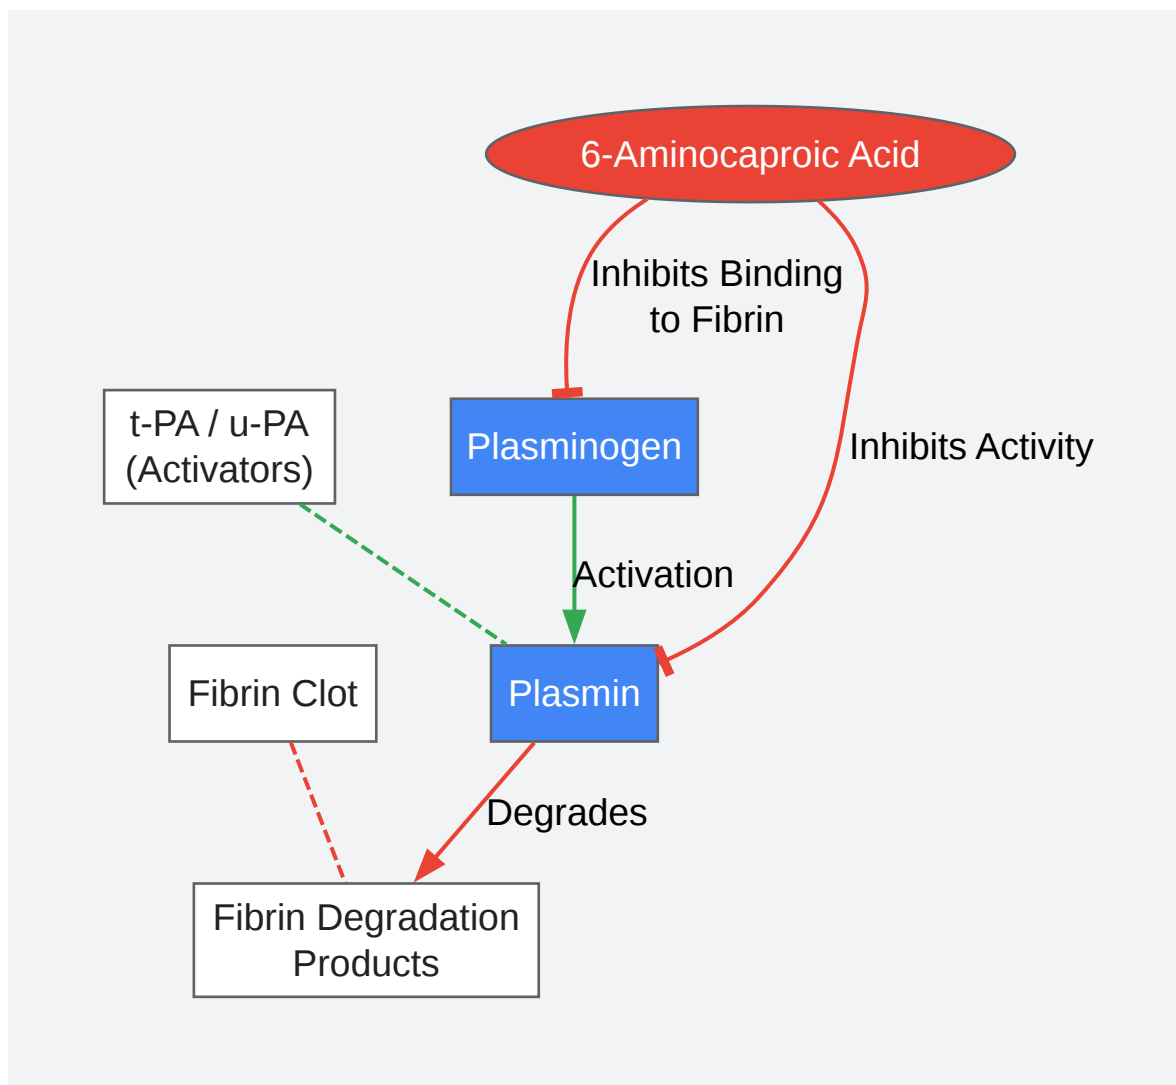 6-Aminocaproic Acid
Inhibits Binding
to Fibrin
t-PA / u-PA
(Activators)
Plasminogen
Inhibits Activity
Activation
Fibrin Clot
Plasmin
Degrades
Fibrin Degradation
Products